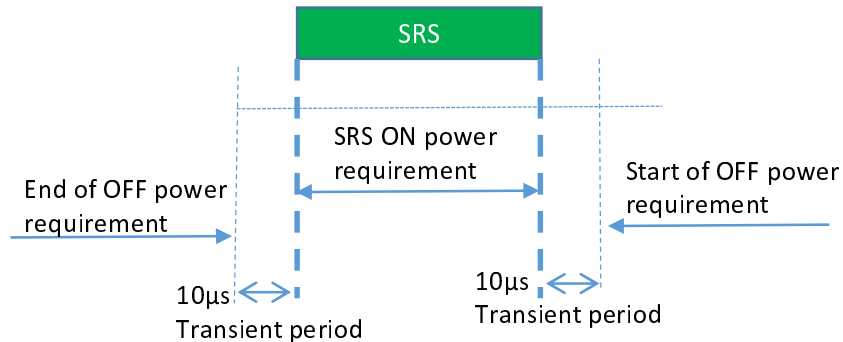 SRS
SRS ON power
requirement
End of OFF power
requirement
Start of OFF power
requirement
10µs
Transient period
10µs
Transient period